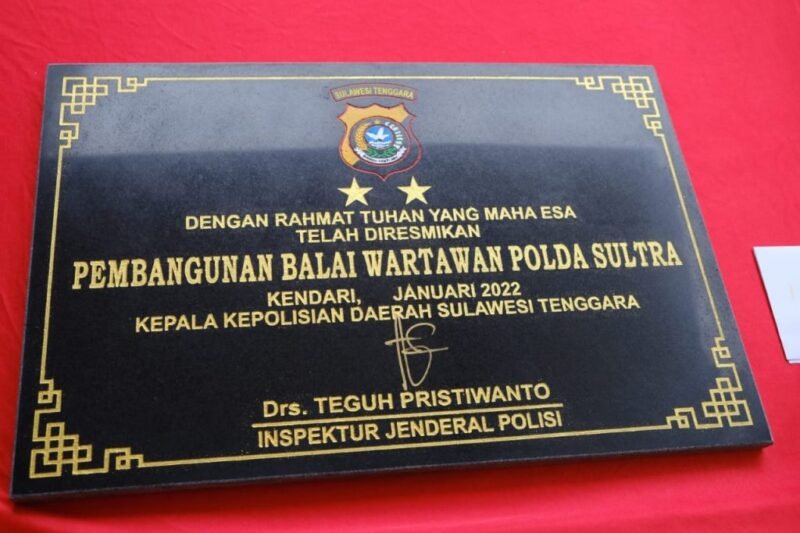 SULAWESI TENGGARA
DENGAN RAHMAT TUHAN YANG MAHA ESA
TELAH DIRESMIKAN
PEMBANGUNAN BALAI WARTAWAN POLDA SULTRA
KENDARI, JANUARI 2022
KEPALA KEPOLISIAN DAERAH SULAWESI TENGGARA
Drs. TEGUH PRISTIWANTO
INSPEKTUR JENDERAL POLISI